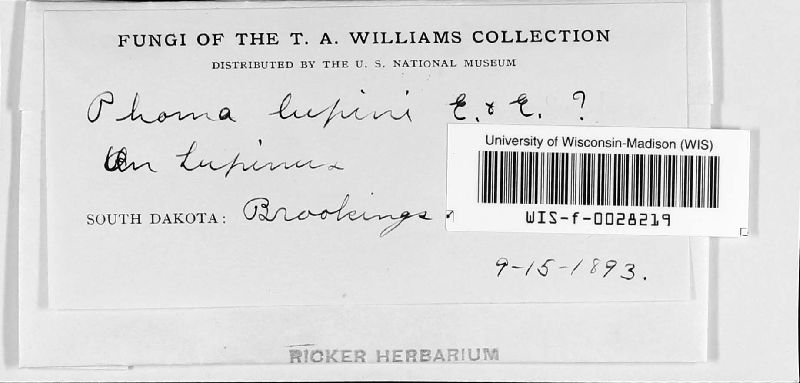 FUNGI OF THE T. A. WILLIAMS COLLECTION
DISTRIBUTED BY THE U. S. NATIONAL MUSEUM
Phoma lupini E. & E. ?
On Lupinus
SOUTH DAKOTA: Brookings
9-15-1893.
University of Wisconsin-Madison (WIS)
WIS-f-0028219
RICKER HERBARIUM